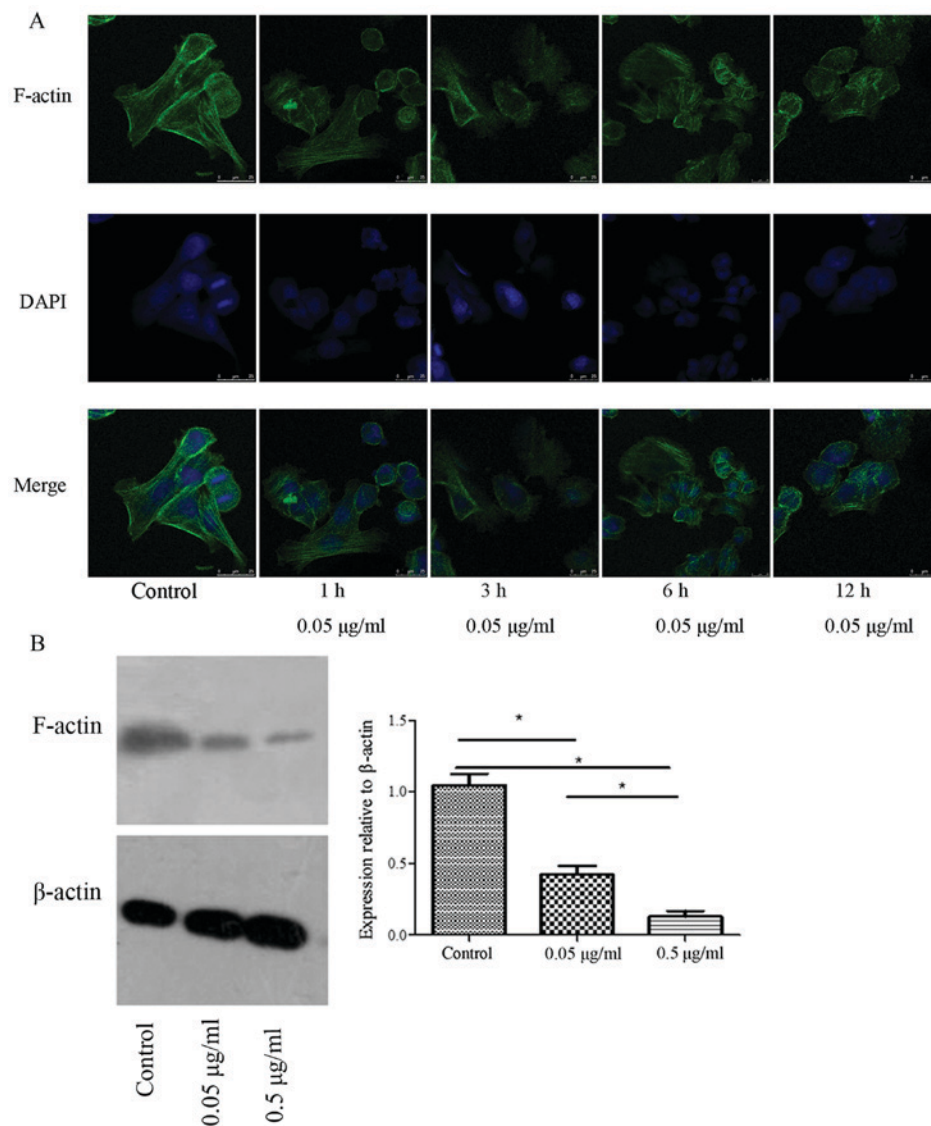 A
F-actin
DAPI
Merge
Control 1 h 3 h 6 h 12 h
0.05 μg/ml 0.05 μg/ml 0.05 μg/ml 0.05 μg/ml
B
F-actin
β-actin
Control
0.05 μg/ml
0.5 μg/ml
Expression relative to β-actin
1.5
1.0
0.5
0.0
*
*
*
Control 0.05 μg/ml 0.5 μg/ml